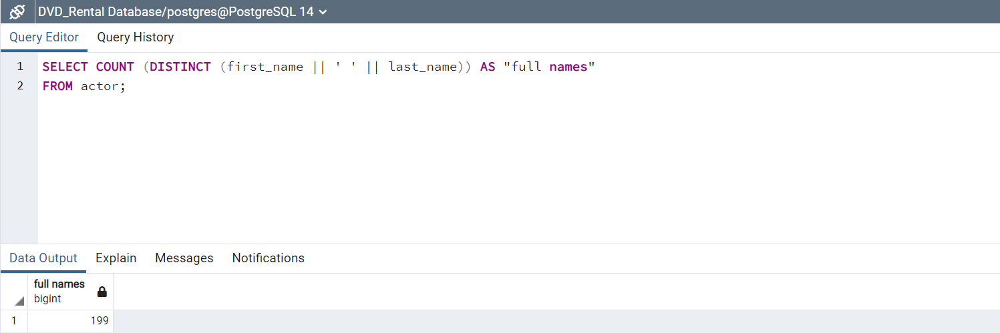 DVD_Rental Database/postgres@PostgreSQL 14
Query Editor Query History
1 SELECT COUNT (DISTINCT (first_name || ' ' || last_name)) AS "full names"
2 FROM actor;
Data Output Explain Messages Notifications
full names
bigint
1 199